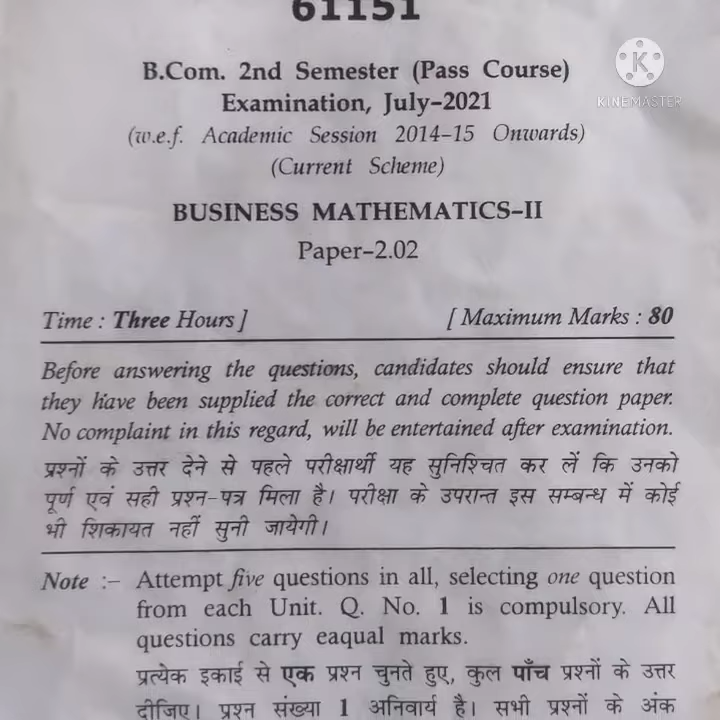 61151
B.Com. 2nd Semester (Pass Course)
Examination, July-2021
(w.e.f. Academic Session 2014-15 Onwards)
(Current Scheme)
BUSINESS MATHEMATICS-II
Paper-2.02
Time : Three Hours ] [ Maximum Marks : 80
Before answering the questions, candidates should ensure that
they have been supplied the correct and complete question paper.
No complaint in this regard, will be entertained after examination.
प्रश्नों के उत्तर देने से पहले परीक्षार्थी यह सुनिश्चित कर लें कि उनको
पूर्ण एवं सही प्रश्न-पत्र मिला है। परीक्षा के उपरान्त इस सम्बन्ध में कोई
भी शिकायत नहीं सुनी जायेगी।
Note :- Attempt five questions in all, selecting one question
from each Unit. Q. No. 1 is compulsory. All
questions carry eaqual marks.
प्रत्येक इकाई से एक प्रश्न चुनते हुए, कुल पाँच प्रश्नों के उत्तर
दीजिए। प्रश्न संख्या 1 अनिवार्य है। सभी प्रश्नों के अंक
K
KINEMASTER